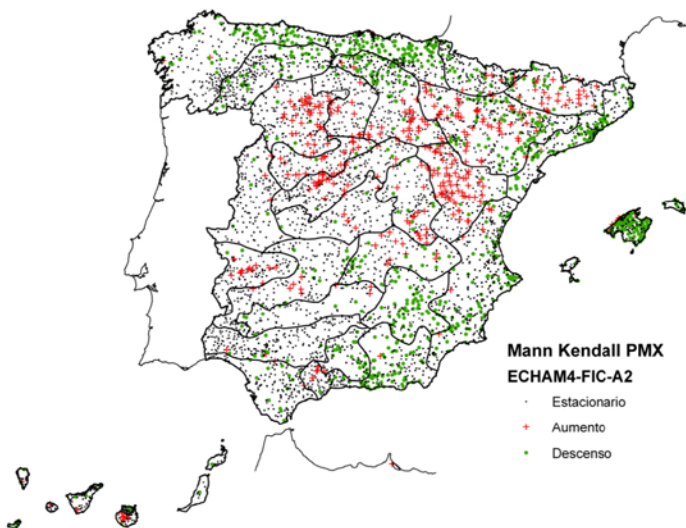 Mann Kendall PMX
ECHAM4-FIC-A2
Estacionario
Aumento
Descenso